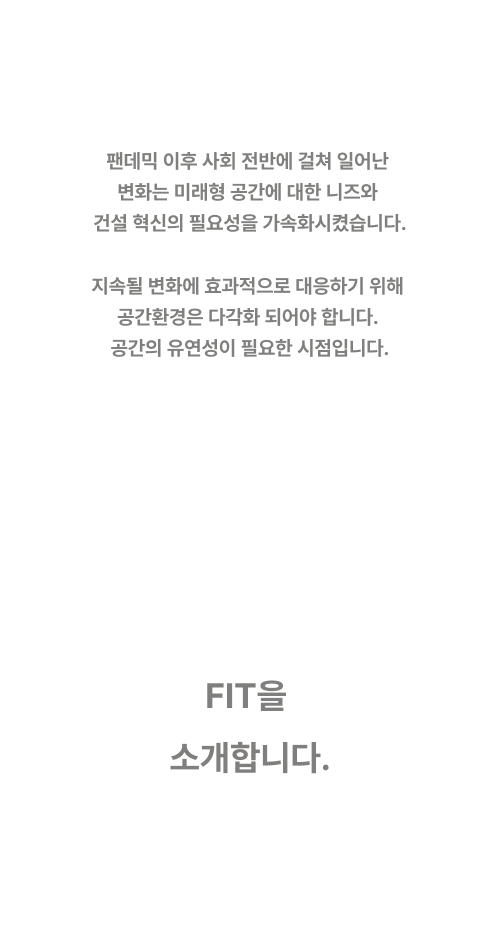 팬데믹 이후 사회 전반에 걸쳐 일어난
변화는 미래형 공간에 대한 니즈와
건설 혁신의 필요성을 가속화시켰습니다.
지속될 변화에 효과적으로 대응하기 위해
공간환경은 다각화 되어야 합니다.
공간의 유연성이 필요한 시점입니다.
FIT을
소개합니다.